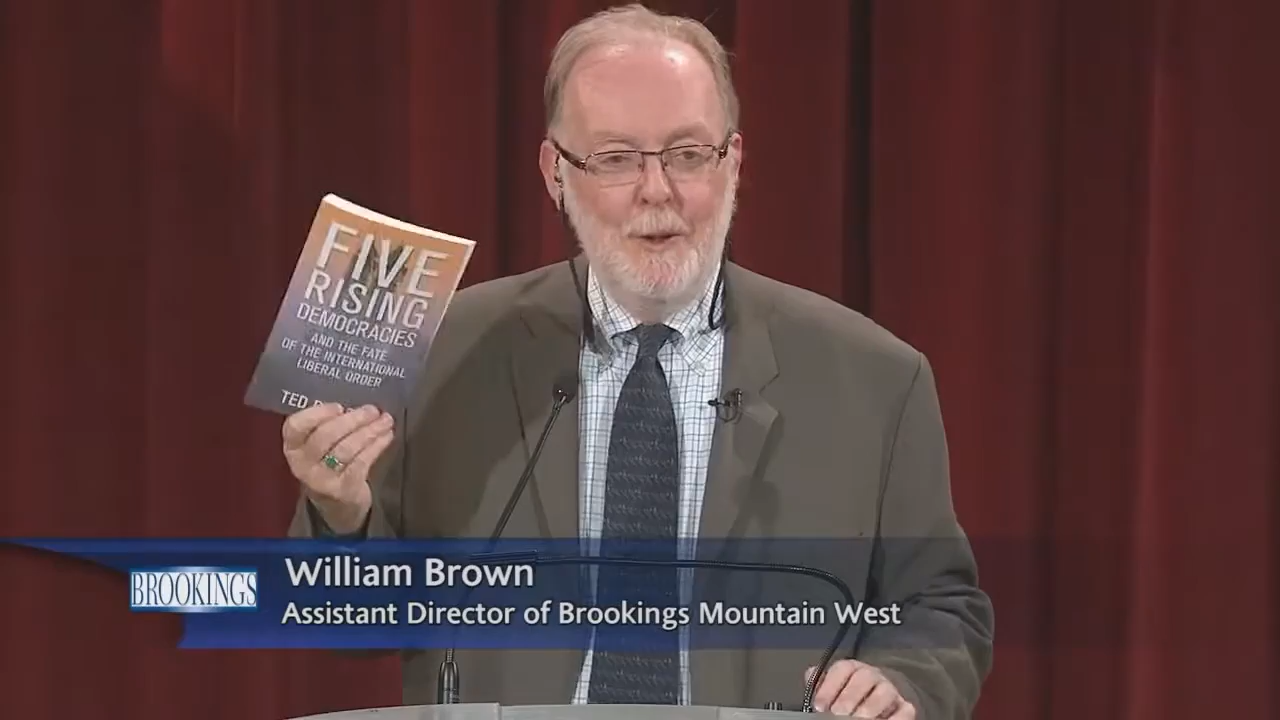 FIVE
RISING
DEMOCRACIES
AND THE FATE
OF THE INTERNATIONAL
LIBERAL ORDER
TED
BROOKINGS
William Brown
Assistant Director of Brookings Mountain West